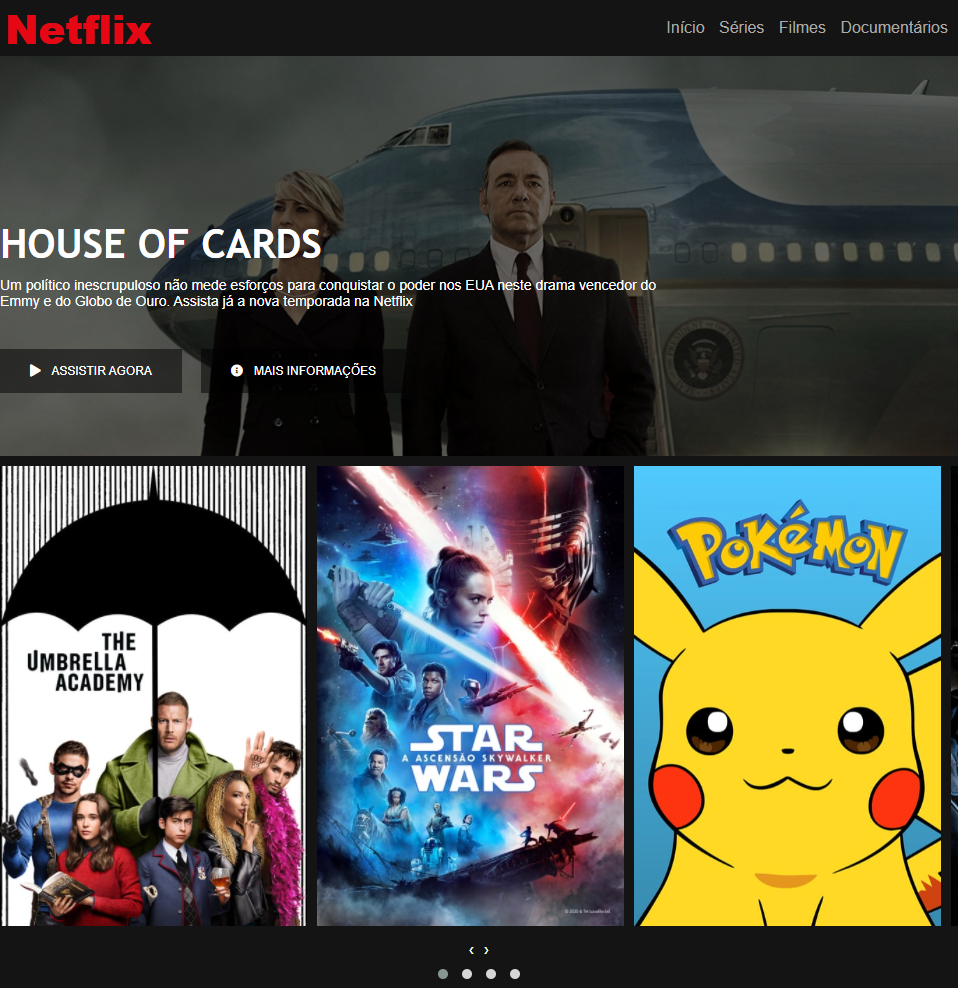 Netflix
Início Séries Filmes Documentários
HOUSE OF CARDS
Um político inescrupuloso não mede esforços para conquistar o poder nos EUA neste drama vencedor do
Emmy e do Globo de Ouro. Assista já a nova temporada na Netflix
ASSISTIR AGORA
MAIS INFORMAÇÕES
THE
UMBRELLA
ACADEMY
STAR
A ASCENSÃO SKYWALKER
WARS
POKÉMON
‹ ›